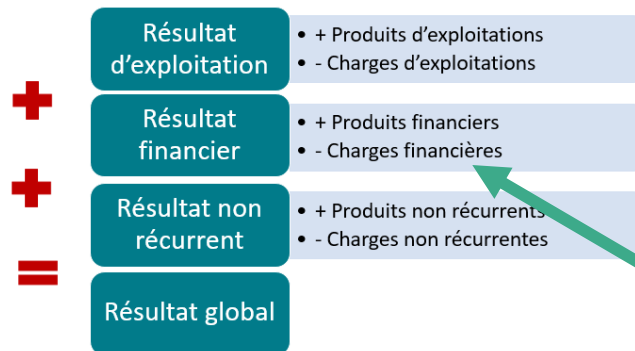 Résultat
d’exploitation
• + Produits d’exploitations
• - Charges d’exploitations
+
Résultat
financier
• + Produits financiers
• - Charges financières
+
Résultat non
récurrent
• + Produits non récurrents
• - Charges non récurrentes
=
Résultat global